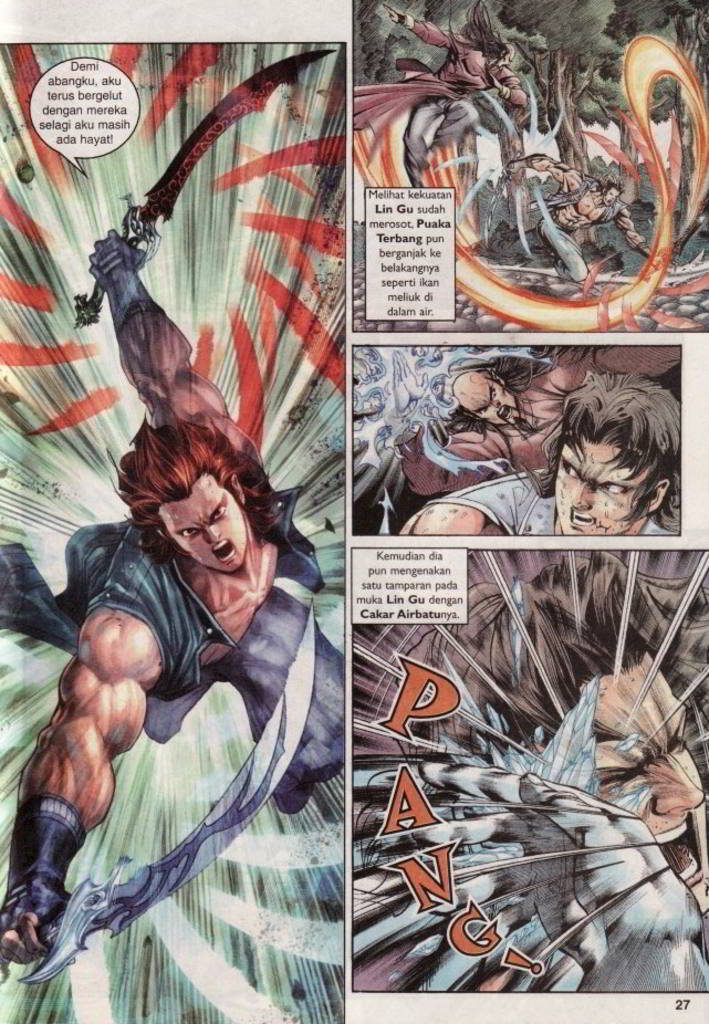 Demi
abangku, aku
terus bergelut
dengan mereka
selagi aku masih
ada hayat!
Melihat kekuatan
Lin Gu sudah
merosot, Puaka
Terbang pun
berganjak ke
belakangnya
seperti ikan
meliuk di
dalam air.
Kemudian dia
pun mengenakan
satu tamparan pada
muka Lin Gu dengan
Cakar Airbatunya.
PANG!
27